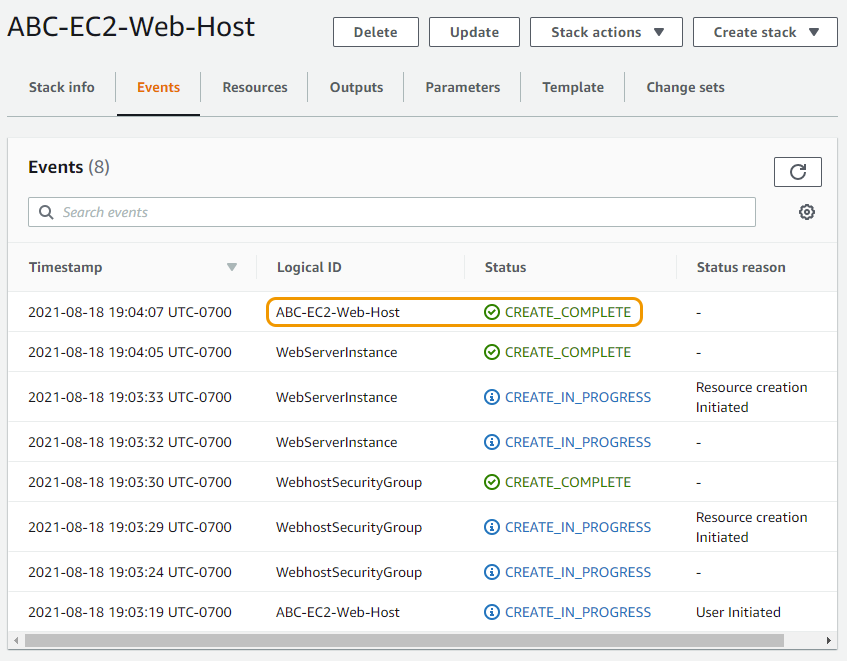 ABC-EC2-Web-Host
Delete
Update
Stack actions
Create stack
Stack info
Events
Resources
Outputs
Parameters
Template
Change sets
Events (8)
Search events
Timestamp Logical ID Status Status reason
2021-08-18 19:04:07 UTC-0700 ABC-EC2-Web-Host CREATE_COMPLETE -
2021-08-18 19:04:05 UTC-0700 WebServerInstance CREATE_COMPLETE -
2021-08-18 19:03:33 UTC-0700 WebServerInstance CREATE_IN_PROGRESS Resource creation
Initiated
2021-08-18 19:03:32 UTC-0700 WebServerInstance CREATE_IN_PROGRESS -
2021-08-18 19:03:30 UTC-0700 WebhostSecurityGroup CREATE_COMPLETE -
2021-08-18 19:03:29 UTC-0700 WebhostSecurityGroup CREATE_IN_PROGRESS Resource creation
Initiated
2021-08-18 19:03:24 UTC-0700 WebhostSecurityGroup CREATE_IN_PROGRESS -
2021-08-18 19:03:19 UTC-0700 ABC-EC2-Web-Host CREATE_IN_PROGRESS User Initiated